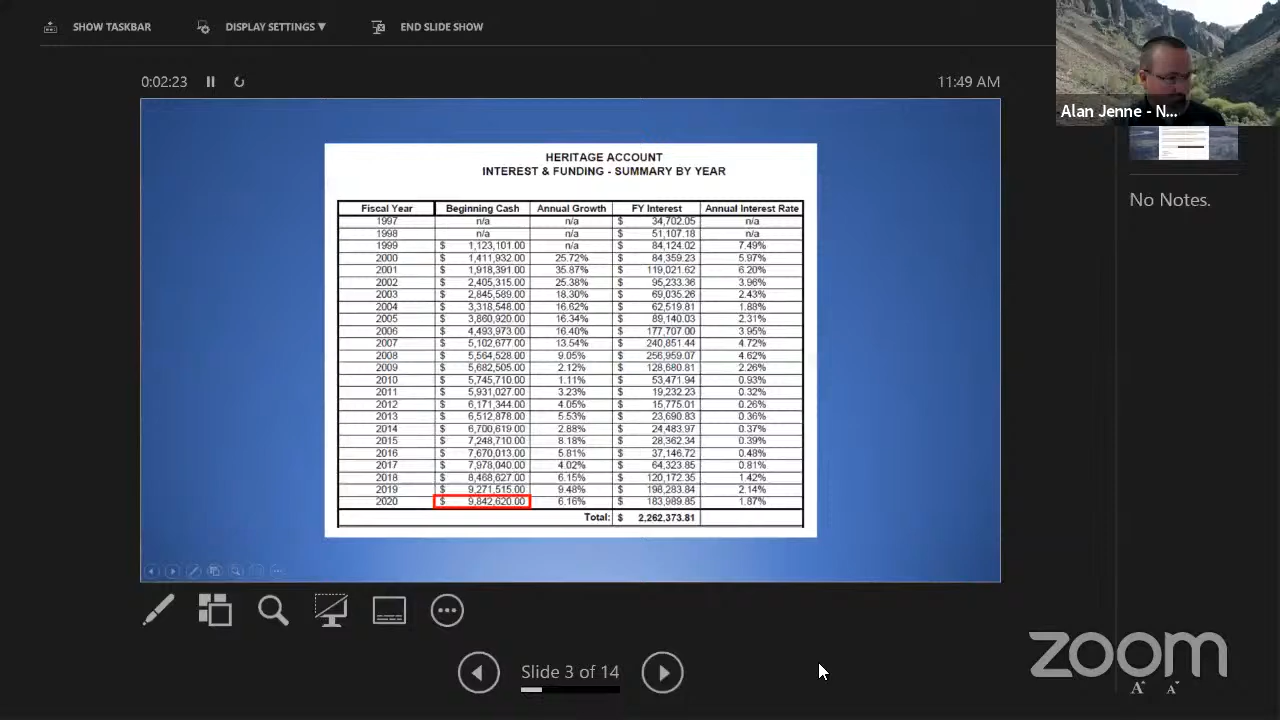 SHOW TASKBAR DISPLAY SETTINGS ▼ END SLIDE SHOW
0:02:23 11:49 AM
Alan Jenne - N...
No Notes.
HERITAGE ACCOUNT
INTEREST & FUNDING - SUMMARY BY YEAR
Fiscal Year Beginning Cash Annual Growth FY Interest Annual Interest Rate
1997 n/a n/a $ 34,702.05 n/a
1998 n/a n/a $ 51,107.18 n/a
1999 $ 1,123,101.00 n/a $ 84,124.02 7.49%
2000 $ 1,411,932.00 25.72% $ 84,359.23 5.97%
2001 $ 1,918,391.00 35.87% $ 119,021.62 6.20%
2002 $ 2,405,315.00 25.38% $ 95,233.36 3.96%
2003 $ 2,845,589.00 18.30% $ 69,035.26 2.43%
2004 $ 3,318,548.00 16.62% $ 62,519.81 1.88%
2005 $ 3,860,920.00 16.34% $ 89,140.03 2.31%
2006 $ 4,493,973.00 16.40% $ 177,707.00 3.95%
2007 $ 5,102,677.00 13.54% $ 240,851.44 4.72%
2008 $ 5,564,528.00 9.05% $ 256,959.07 4.62%
2009 $ 5,682,505.00 2.12% $ 128,680.81 2.26%
2010 $ 5,745,710.00 1.11% $ 53,471.94 0.93%
2011 $ 5,931,027.00 3.23% $ 19,232.23 0.32%
2012 $ 6,171,344.00 4.05% $ 15,775.01 0.26%
2013 $ 6,512,878.00 5.53% $ 23,690.83 0.36%
2014 $ 6,700,619.00 2.88% $ 24,483.97 0.37%
2015 $ 7,248,710.00 8.18% $ 28,362.34 0.39%
2016 $ 7,670,013.00 5.81% $ 37,146.72 0.48%
2017 $ 7,978,040.00 4.02% $ 64,323.85 0.81%
2018 $ 8,468,627.00 6.15% $ 120,172.35 1.42%
2019 $ 9,271,515.00 9.48% $ 198,283.84 2.14%
2020 $ 9,842,620.00 6.16% $ 183,989.85 1.87%
Total: $ 2,262,373.81
Slide 3 of 14
zoom
A A